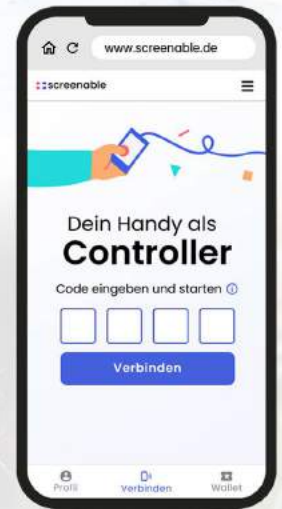 www.screenable.de
screenable
Dein Handy als
Controller
Code eingeben und starten
Verbinden
Profil
Verbinden
Wallet